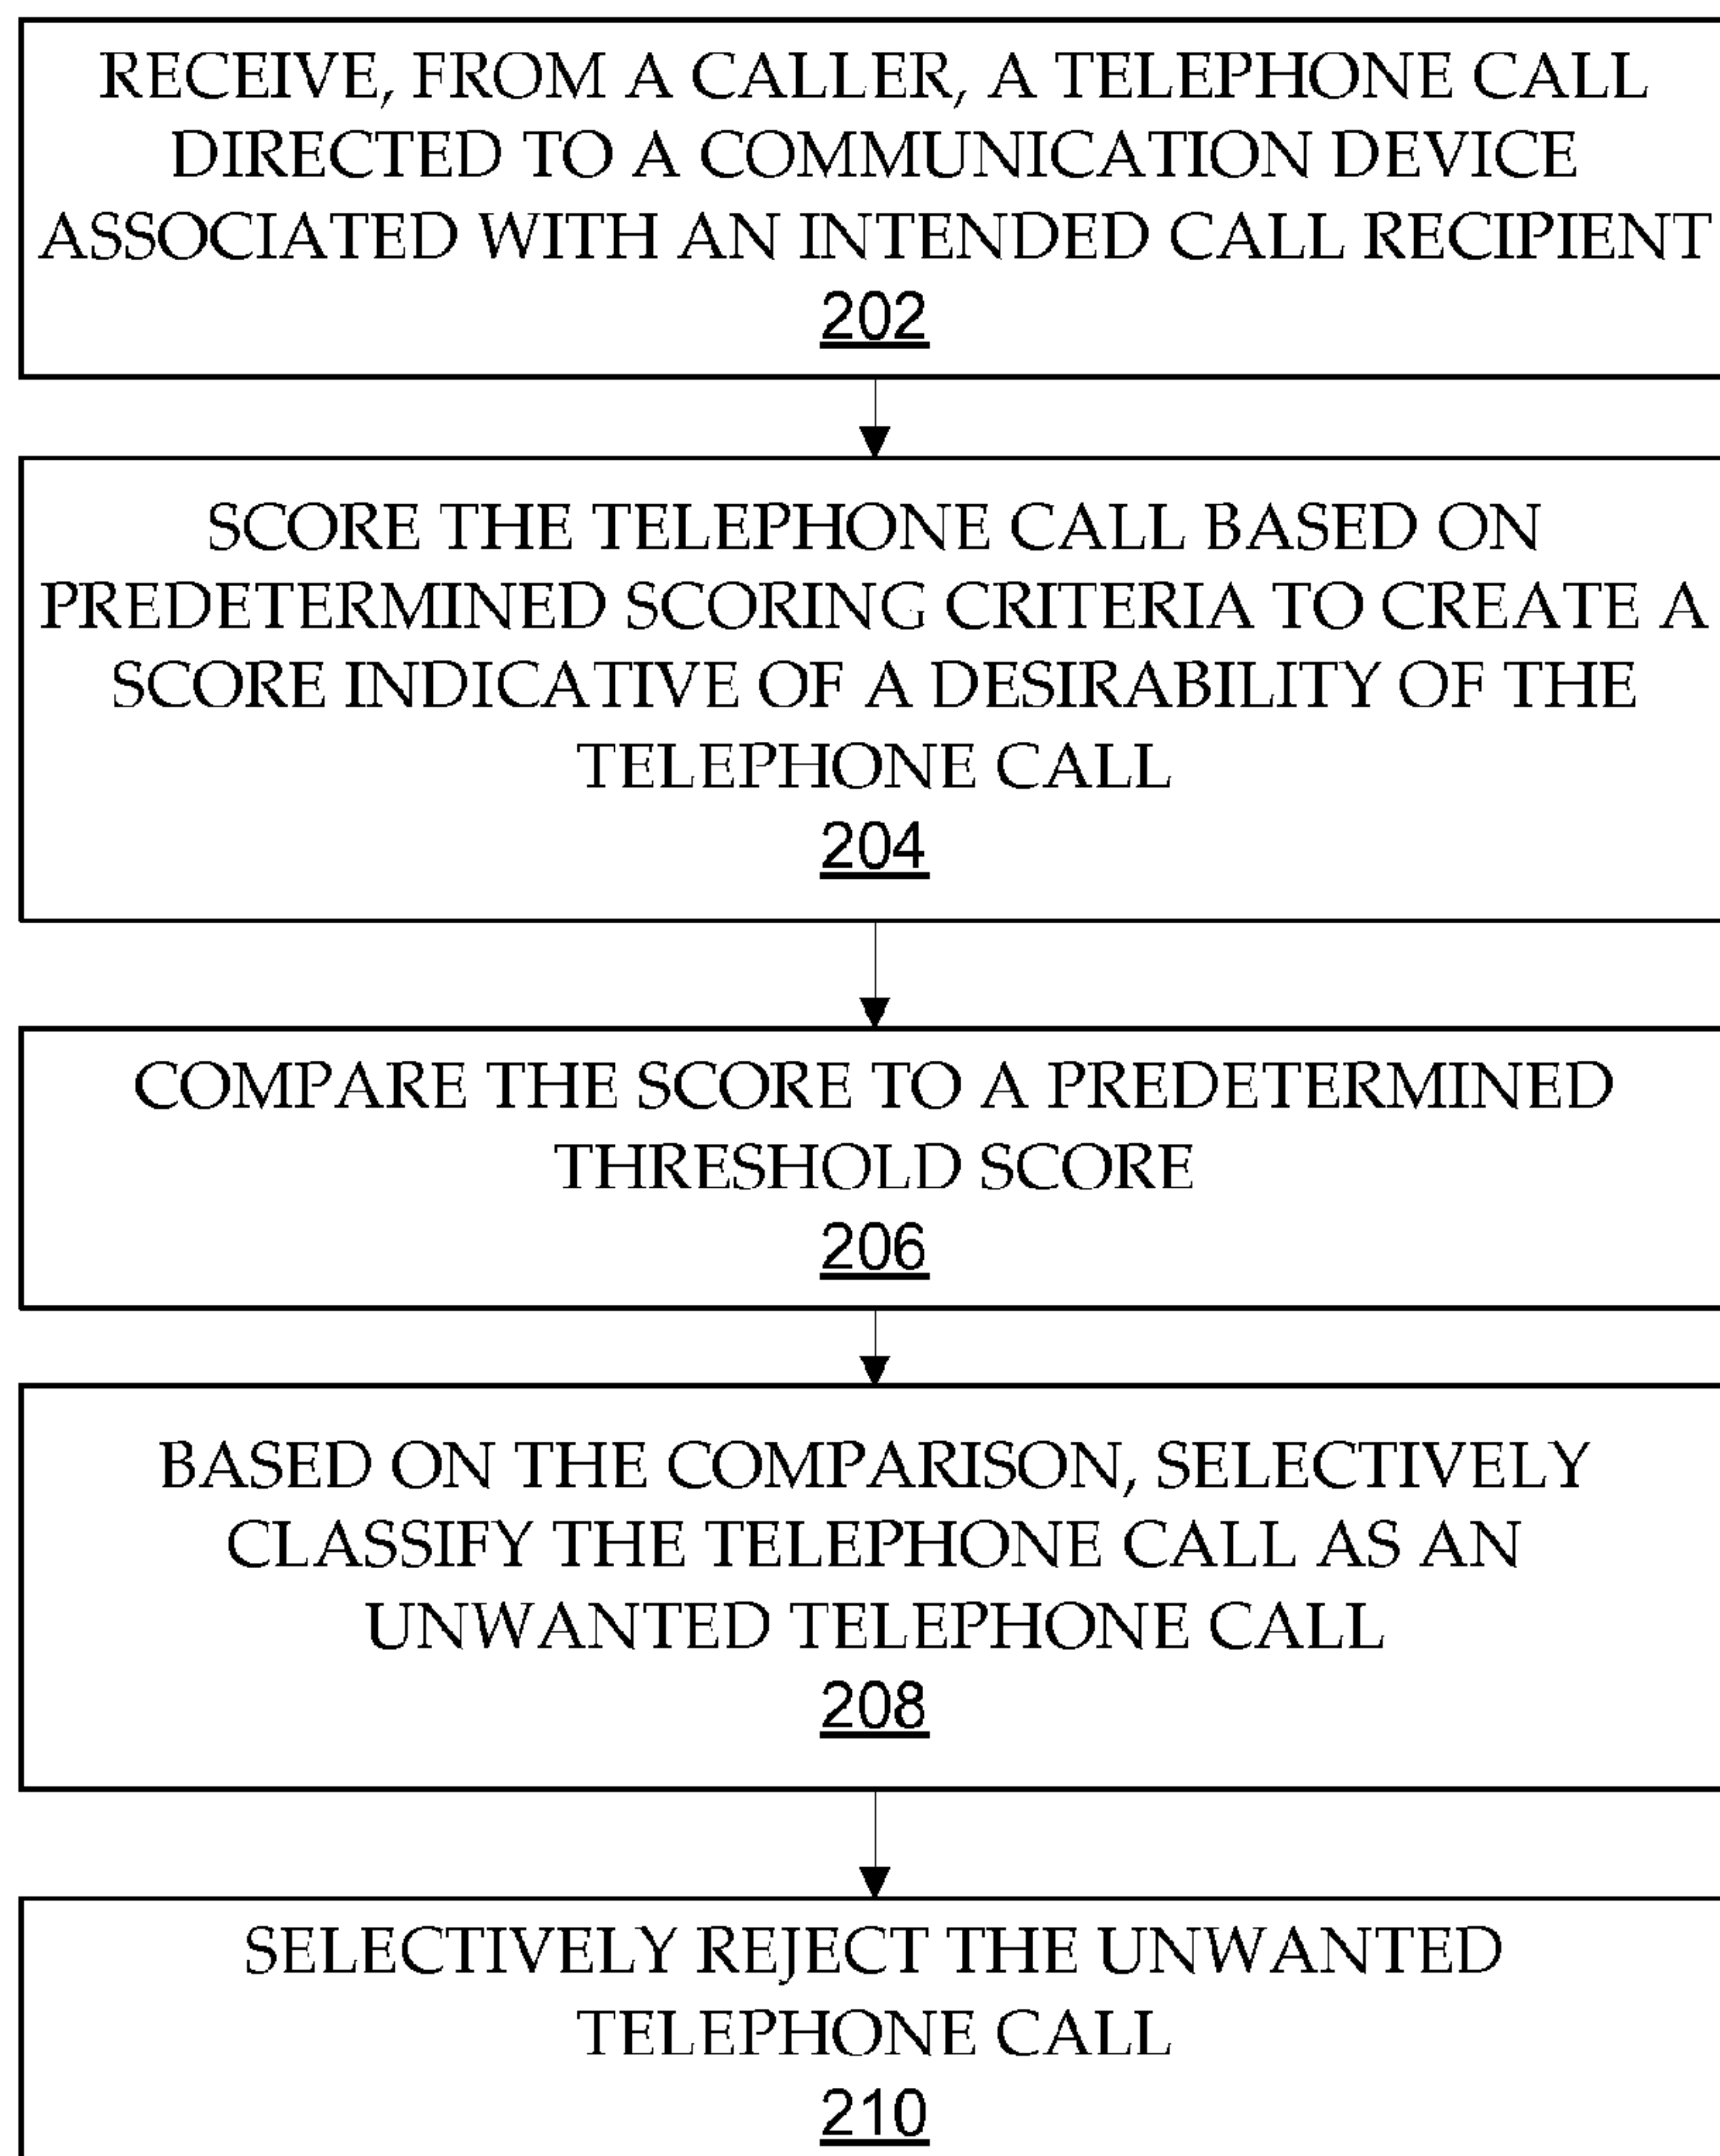 RECEIVE, FROM A CALLER, A TELEPHONE CALL
DIRECTED TO A COMMUNICATION DEVICE
ASSOCIATED WITH AN INTENDED CALL RECIPIENT
202
SCORE THE TELEPHONE CALL BASED ON
PREDETERMINED SCORING CRITERIA TO CREATE A
SCORE INDICATIVE OF A DESIRABILITY OF THE
TELEPHONE CALL
204
COMPARE THE SCORE TO A PREDETERMINED
THRESHOLD SCORE
206
BASED ON THE COMPARISON, SELECTIVELY
CLASSIFY THE TELEPHONE CALL AS AN
UNWANTED TELEPHONE CALL
208
SELECTIVELY REJECT THE UNWANTED
TELEPHONE CALL
210